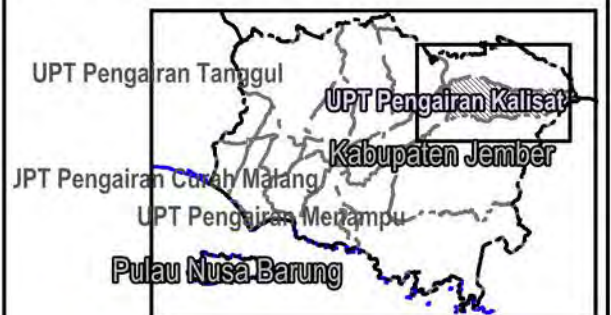 UPT Pengairan Tanggul
UPT Pengairan Kalisat
Kabupaten Jember
UPT Pengairan Curah Malang
UPT Pengairan Menampu
Pulau Nusa Barung